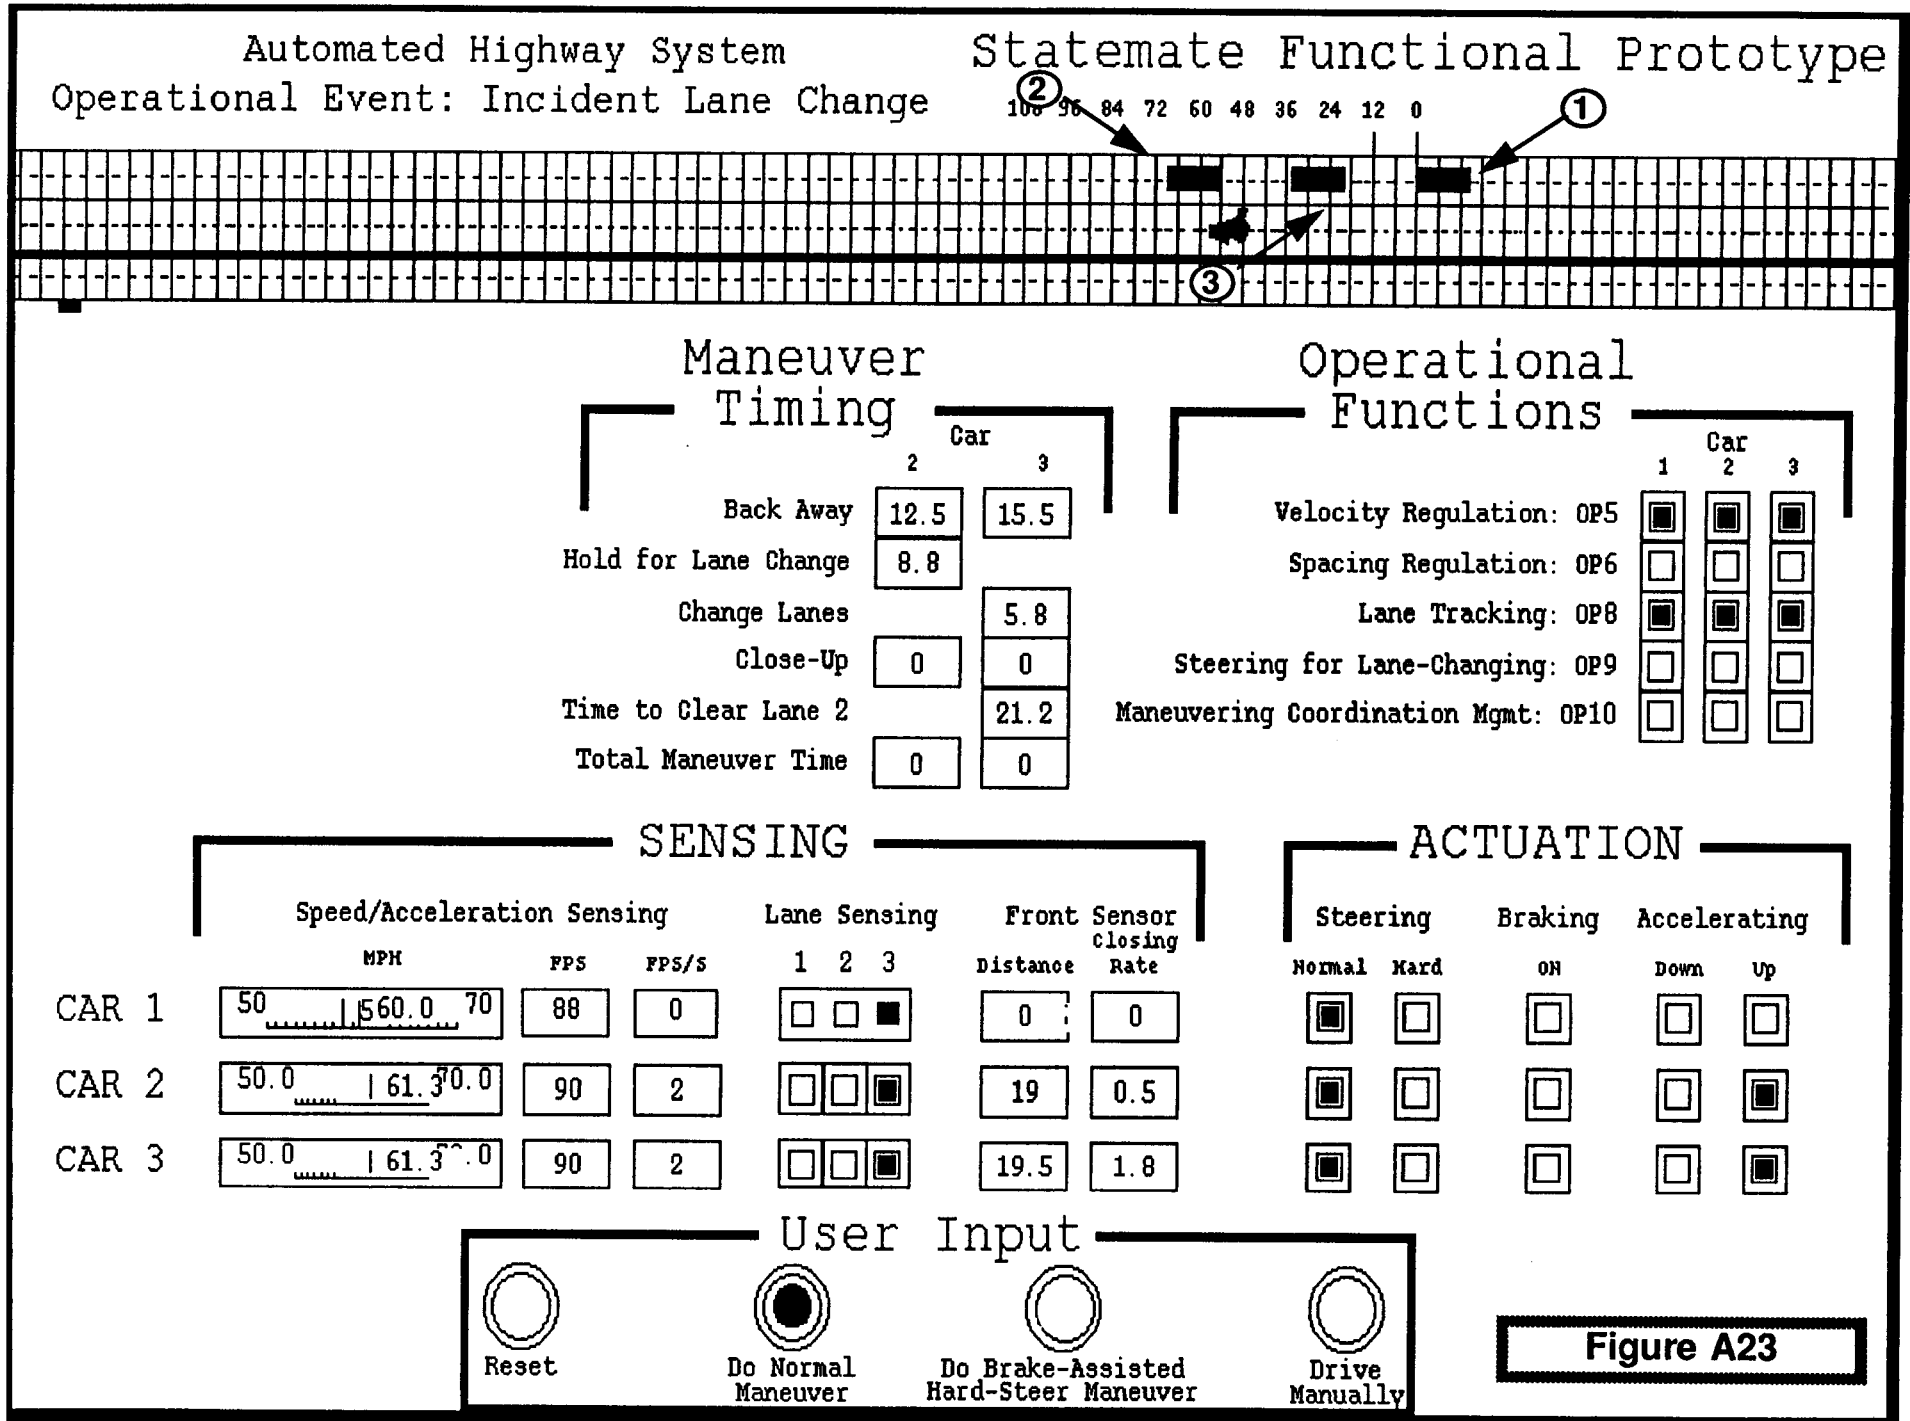 Automated Highway System
Statemate Functional Prototype
Operational Event: Incident Lane Change
2
108 96 84 72 60 48 36 24 12 0
1
3
Maneuver
Timing
Car
2 3
Back Away 12.5 15.5
Hold for Lane Change 8.8
Change Lanes 5.8
Close-Up 0 0
Time to Clear Lane 2 21.2
Total Maneuver Time 0 0
Operational
Functions
Car
1 2 3
Velocity Regulation: OP5
Spacing Regulation: OP6
Lane Tracking: OP8
Steering for Lane-Changing: OP9
Maneuvering Coordination Mgmt: OP10
SENSING
Speed/Acceleration Sensing Lane Sensing Front Sensor
MPH FPS FPS/S 1 2 3 Distance Closing Rate
ACTUATION
Steering Braking Accelerating
Normal Hard ON Down Up
CAR 1 50 60.0 70 88 0 0 0
CAR 2 50.0 61.3 70.0 90 2 19 0.5
CAR 3 50.0 61.3 90 2 19.5 1.8
User Input
Reset
Do Normal
Maneuver
Do Brake-Assisted
Hard-Steer Maneuver
Drive
Manually
Figure A23